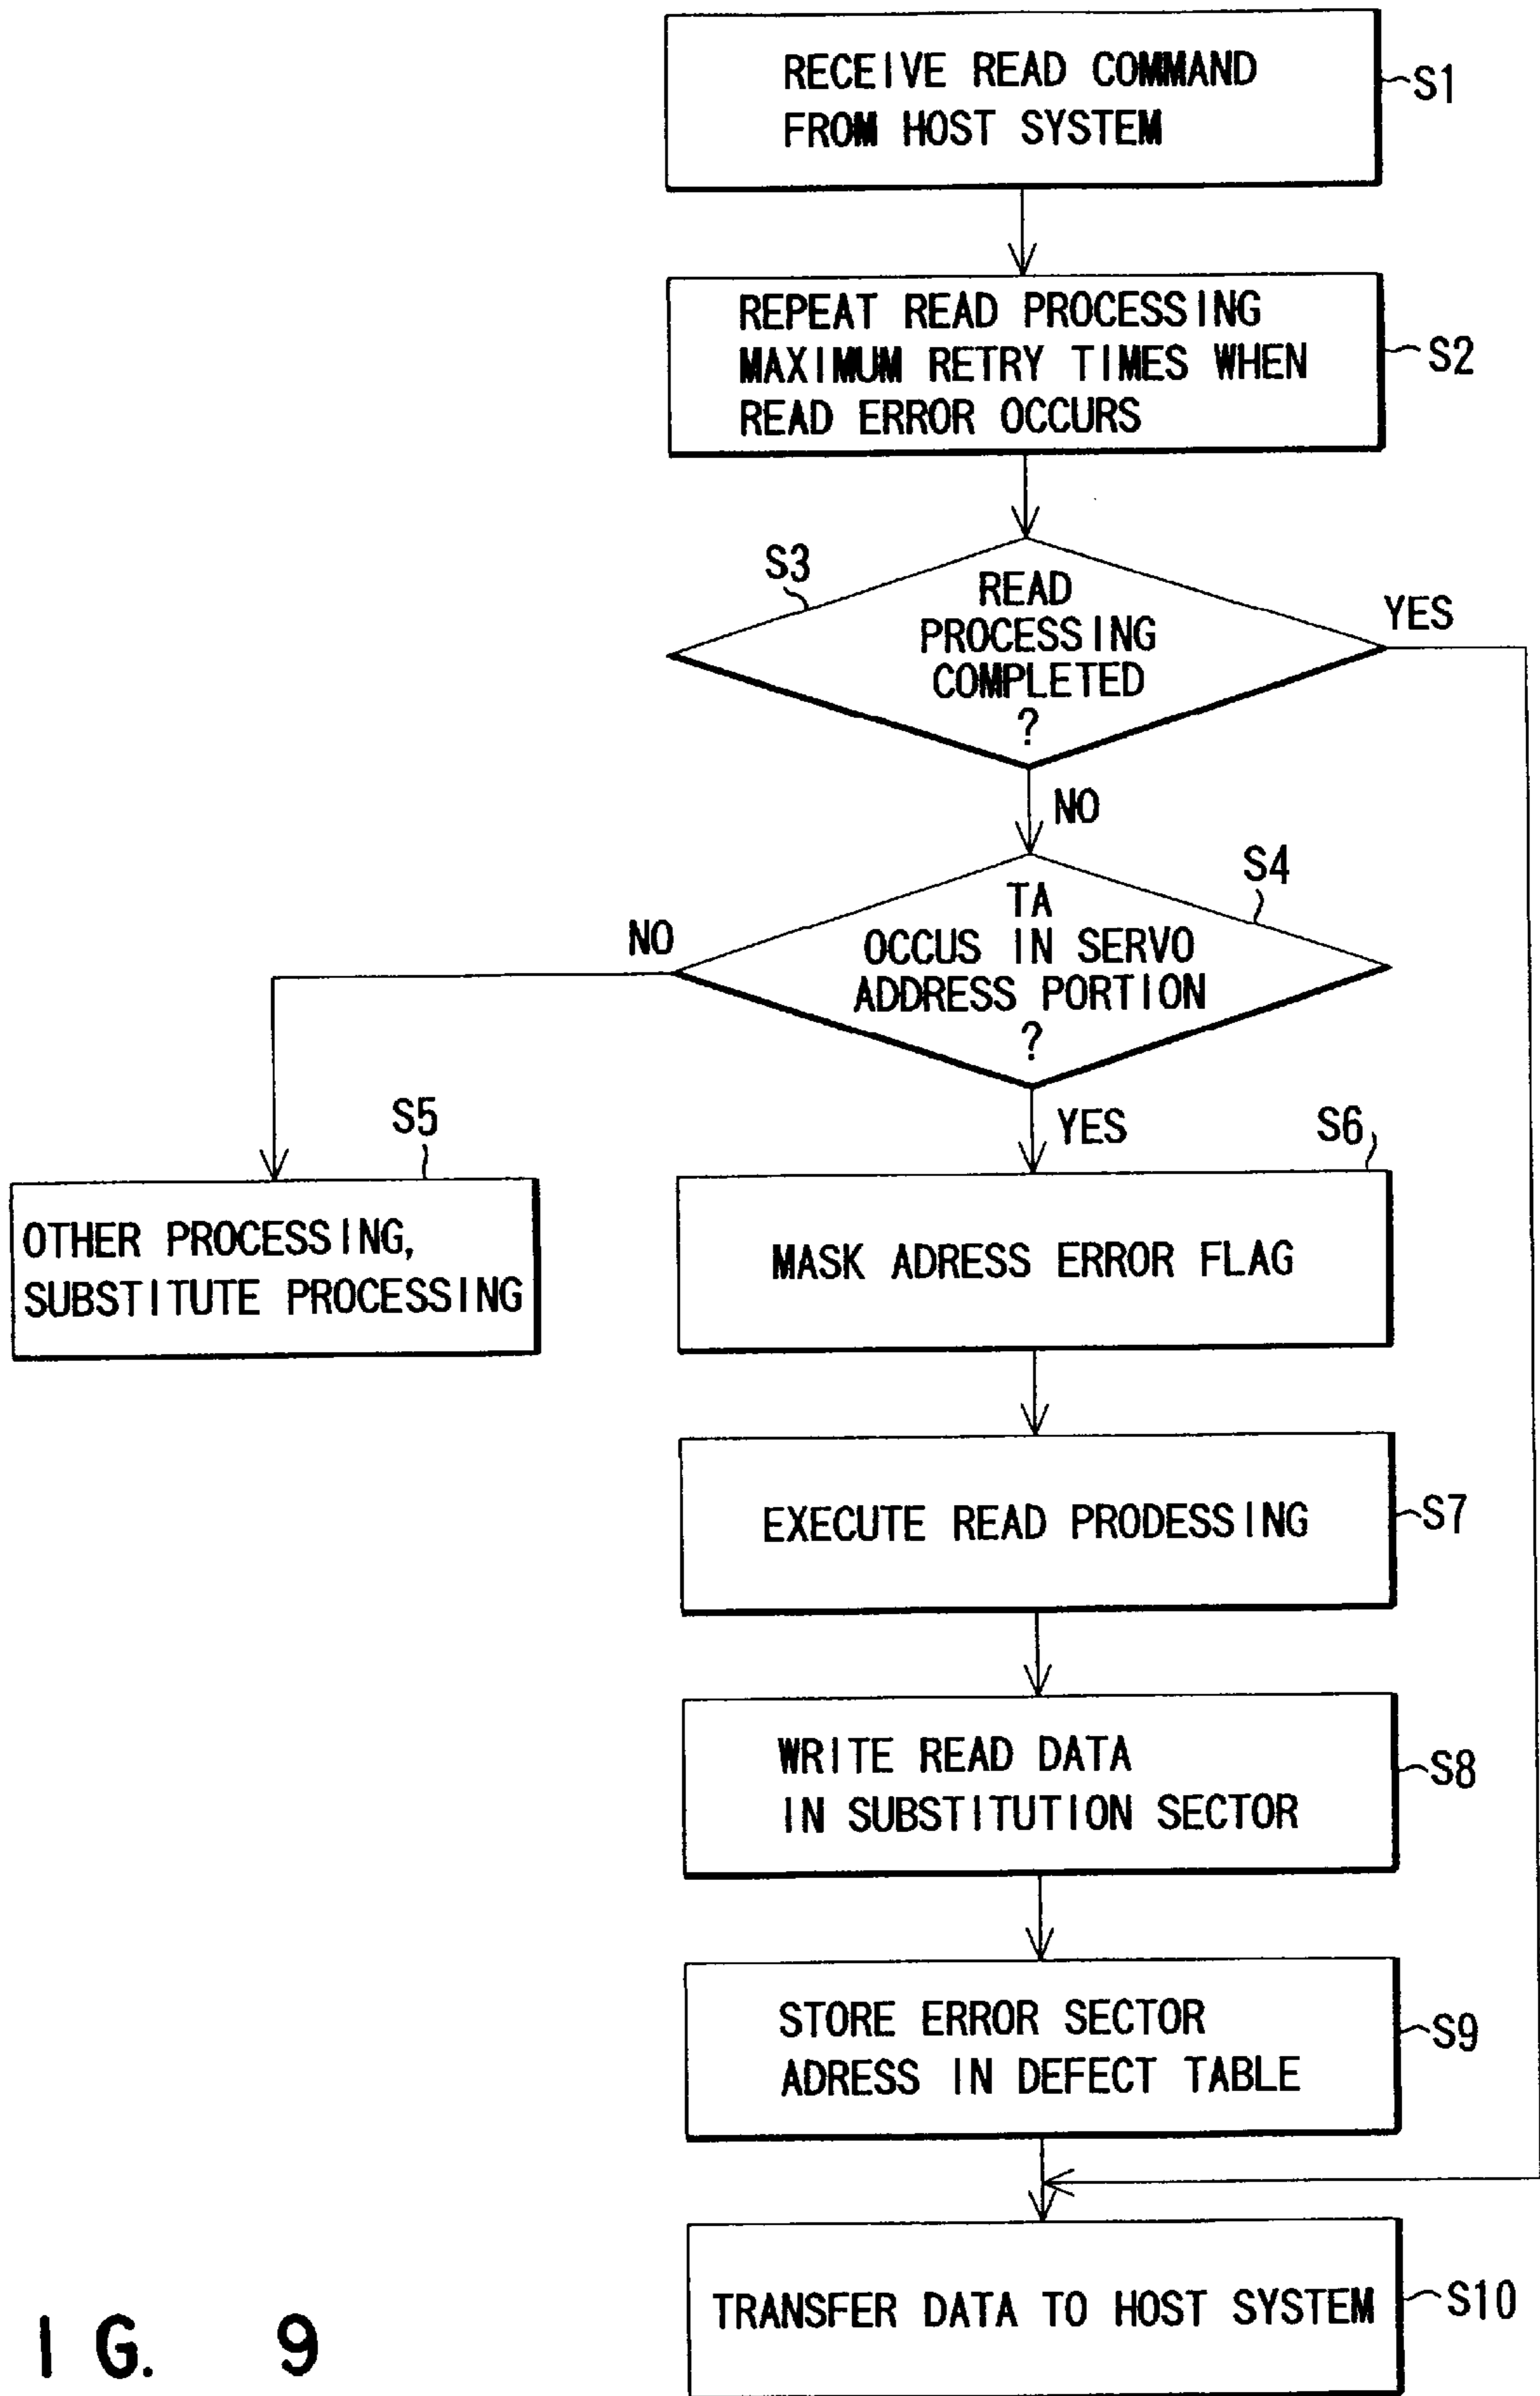 RECEIVE READ COMMAND
FROM HOST SYSTEM
S1
REPEAT READ PROCESSING
MAXIMUM RETRY TIMES WHEN
READ ERROR OCCURS
S2
S3
READ
PROCESSING
COMPLETED
?
YES
NO
S4
TA
OCCUS IN SERVO
ADDRESS PORTION
?
NO
YES
S5
OTHER PROCESSING,
SUBSTITUTE PROCESSING
S6
MASK ADRESS ERROR FLAG
EXECUTE READ PRODESSING
S7
WRITE READ DATA
IN SUBSTITUTION SECTOR
S8
STORE ERROR SECTOR
ADRESS IN DEFECT TABLE
S9
TRANSFER DATA TO HOST SYSTEM
S10
IG. 9